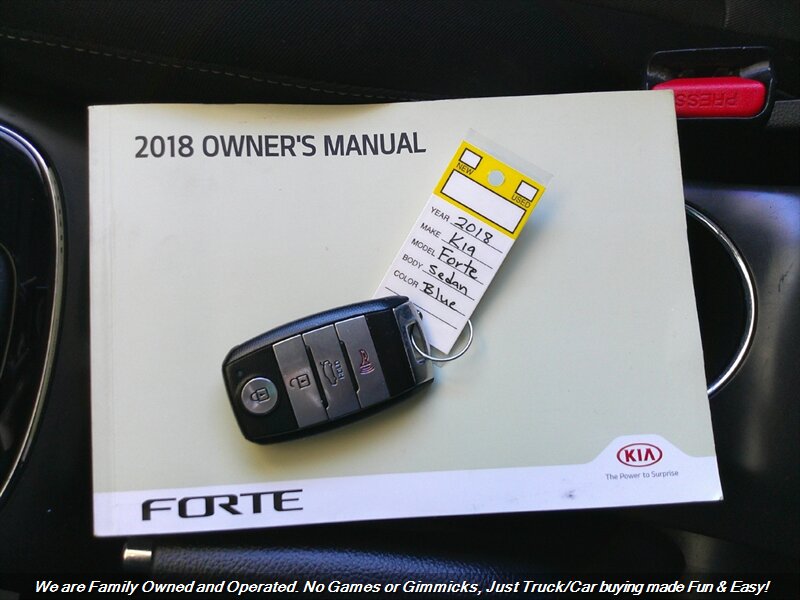 PRESS
2018 OWNER'S MANUAL
NEW
USED
YEAR 2018
MAKE Kia
MODEL Forte
BODY Sedan
COLOR Blue
KIA
The Power to Surprise
FORTE
We are Family Owned and Operated. No Games or Gimmicks, Just Truck/Car buying made Fun & Easy!